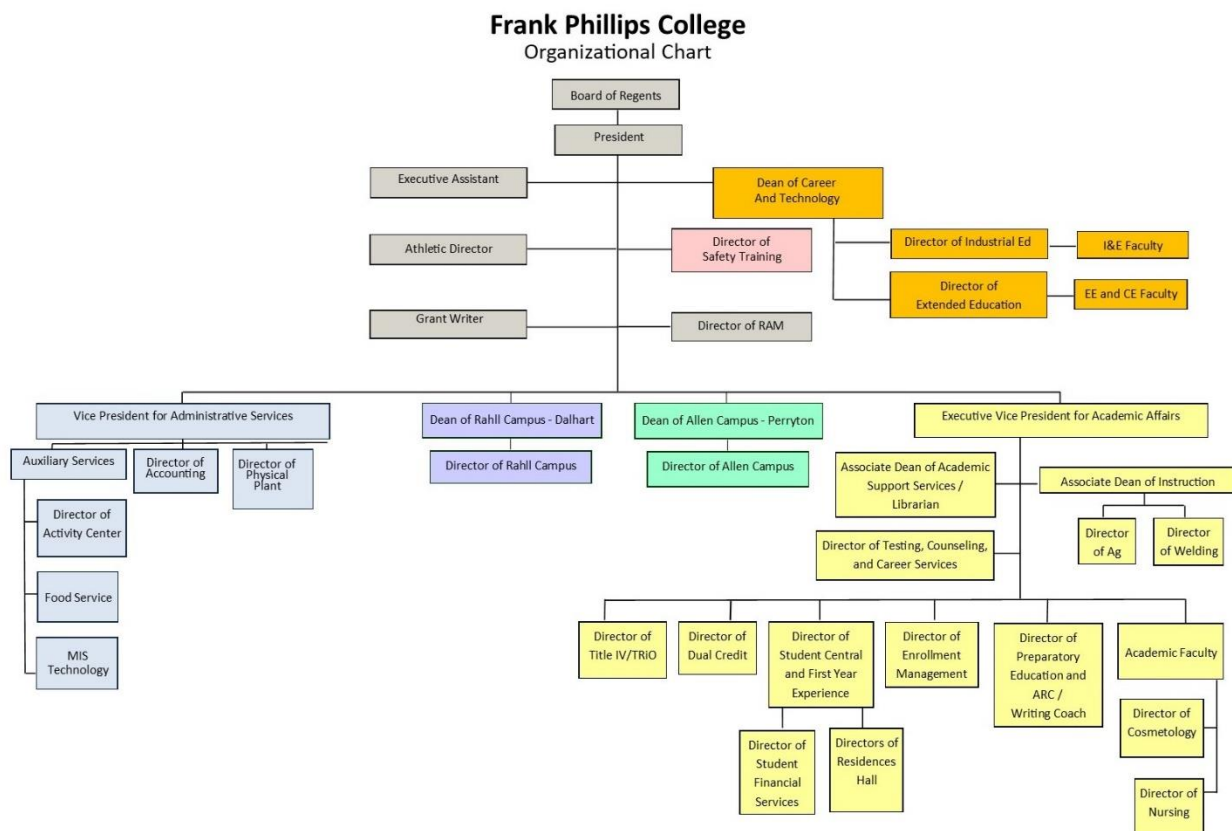 Frank Phillips College
Organizational Chart
Board of Regents
President
Executive Assistant
Dean of Career
And Technology
Athletic Director
Director of
Safety Training
Director of Industrial Ed
I&E Faculty
Director of
Extended Education
EE and CE Faculty
Grant Writer
Director of RAM
Vice President for Administrative Services
Dean of Rahll Campus - Dalhart
Dean of Allen Campus - Perryton
Executive Vice President for Academic Affairs
Auxiliary Services
Director of
Accounting
Director of
Physical
Plant
Director of Rahll Campus
Director of Allen Campus
Associate Dean of Academic
Support Services /
Librarian
Associate Dean of Instruction
Director of
Activity Center
Director of Testing, Counseling,
and Career Services
Director
of Ag
Director
of Welding
Food Service
MIS
Technology
Director of
Title IV/TRiO
Director of
Dual Credit
Director of
Student Central
and First Year
Experience
Director of
Enrollment
Management
Director of
Preparatory
Education and
ARC /
Writing Coach
Academic Faculty
Director of
Student
Financial
Services
Directors of
Residences
Hall
Director of
Cosmetology
Director of
Nursing